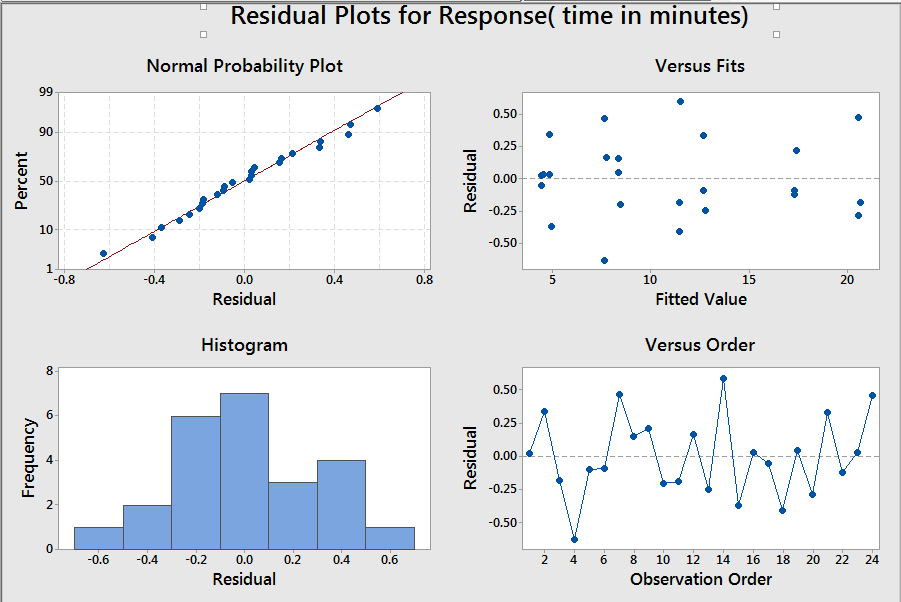 Residual Plots for Response( time in minutes)
Normal Probability Plot
99
90
50
10
1
Percent
-0.8 -0.4 0.0 0.4 0.8
Residual
Versus Fits
0.50
0.25
0.00
-0.25
-0.50
Residual
5 10 15 20
Fitted Value
Histogram
8
6
4
2
0
Frequency
-0.6 -0.4 -0.2 0.0 0.2 0.4 0.6
Residual
Versus Order
0.50
0.25
0.00
-0.25
-0.50
Residual
2 4 6 8 10 12 14 16 18 20 22 24
Observation Order